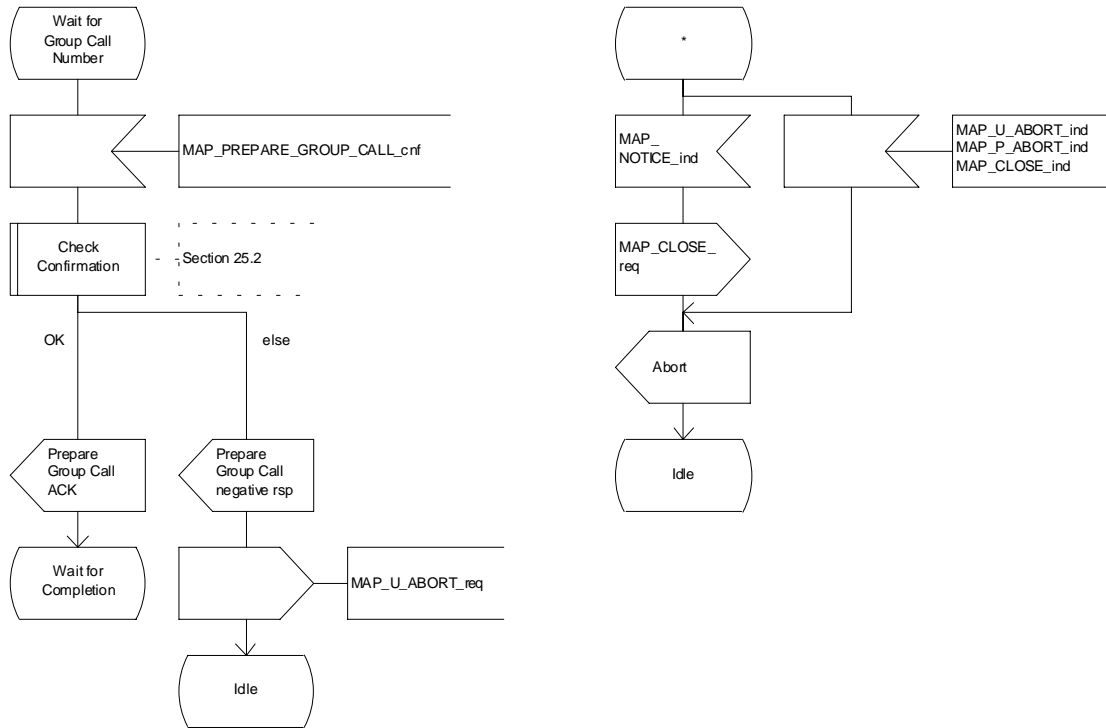 Wait for
Group Call
Number
MAP_PREPARE_GROUP_CALL_cnf
Check
Confirmation
Section 25.2
OK
else
Prepare
Group Call
ACK
Prepare
Group Call
negative rsp
Wait for
Completion
MAP_U_ABORT_req
Idle
*
MAP_
NOTICE_ind
MAP_U_ABORT_ind
MAP_P_ABORT_ind
MAP_CLOSE_ind
MAP_CLOSE_
req
Abort
Idle